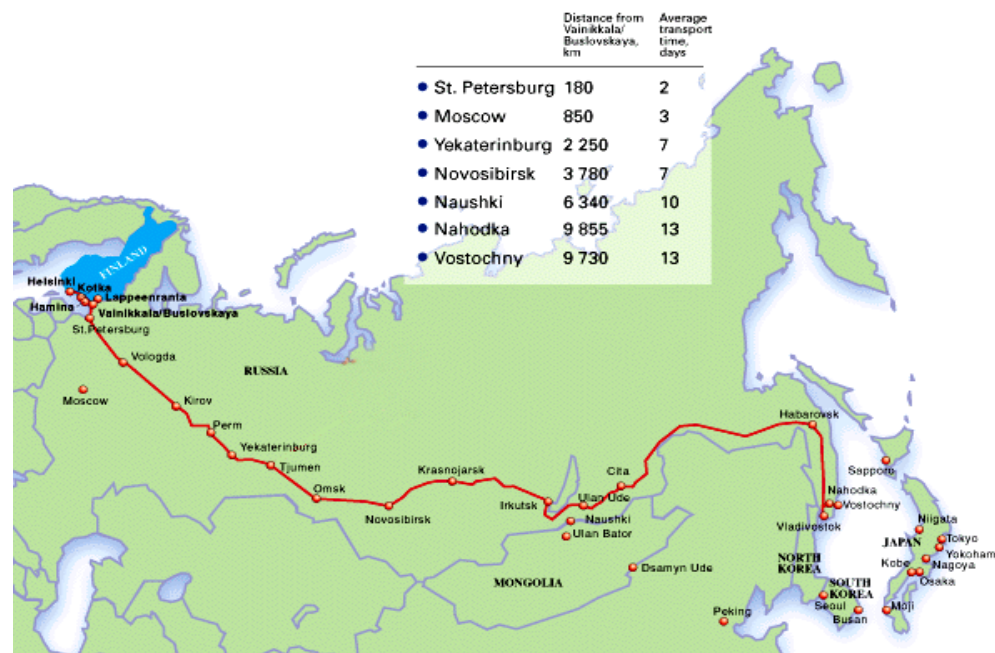 Distance from Vainikkala/ Buslovskaya, km
Average transport time, days
St. Petersburg 180 2
Moscow 850 3
Yekaterinburg 2 250 7
Novosibirsk 3 780 7
Naushki 6 340 10
Nahodka 9 855 13
Vostochny 9 730 13
FINLAND
Helsinki
Kotka
Lappeenranta
Hamina
Vainikkala/Buslovskaya
St.Petersburg
Vologda
RUSSIA
Moscow
Kirov
Perm
Yekaterinburg
Tjumen
Omsk
Novosibirsk
Krasnojarsk
Irkutsk
Ulan Ude
Cita
Naushki
Ulan Bator
Habarovsk
Sapporo
Nahodka
Vostochny
Vladivostok
Niigata
JAPAN
Tokyo
Yokoham
Nagoya
Kobe
Osaka
NORTH KOREA
MONGOLIA
Dsamyn Ude
SOUTH KOREA
Seoul
Busan
Moji
Peking